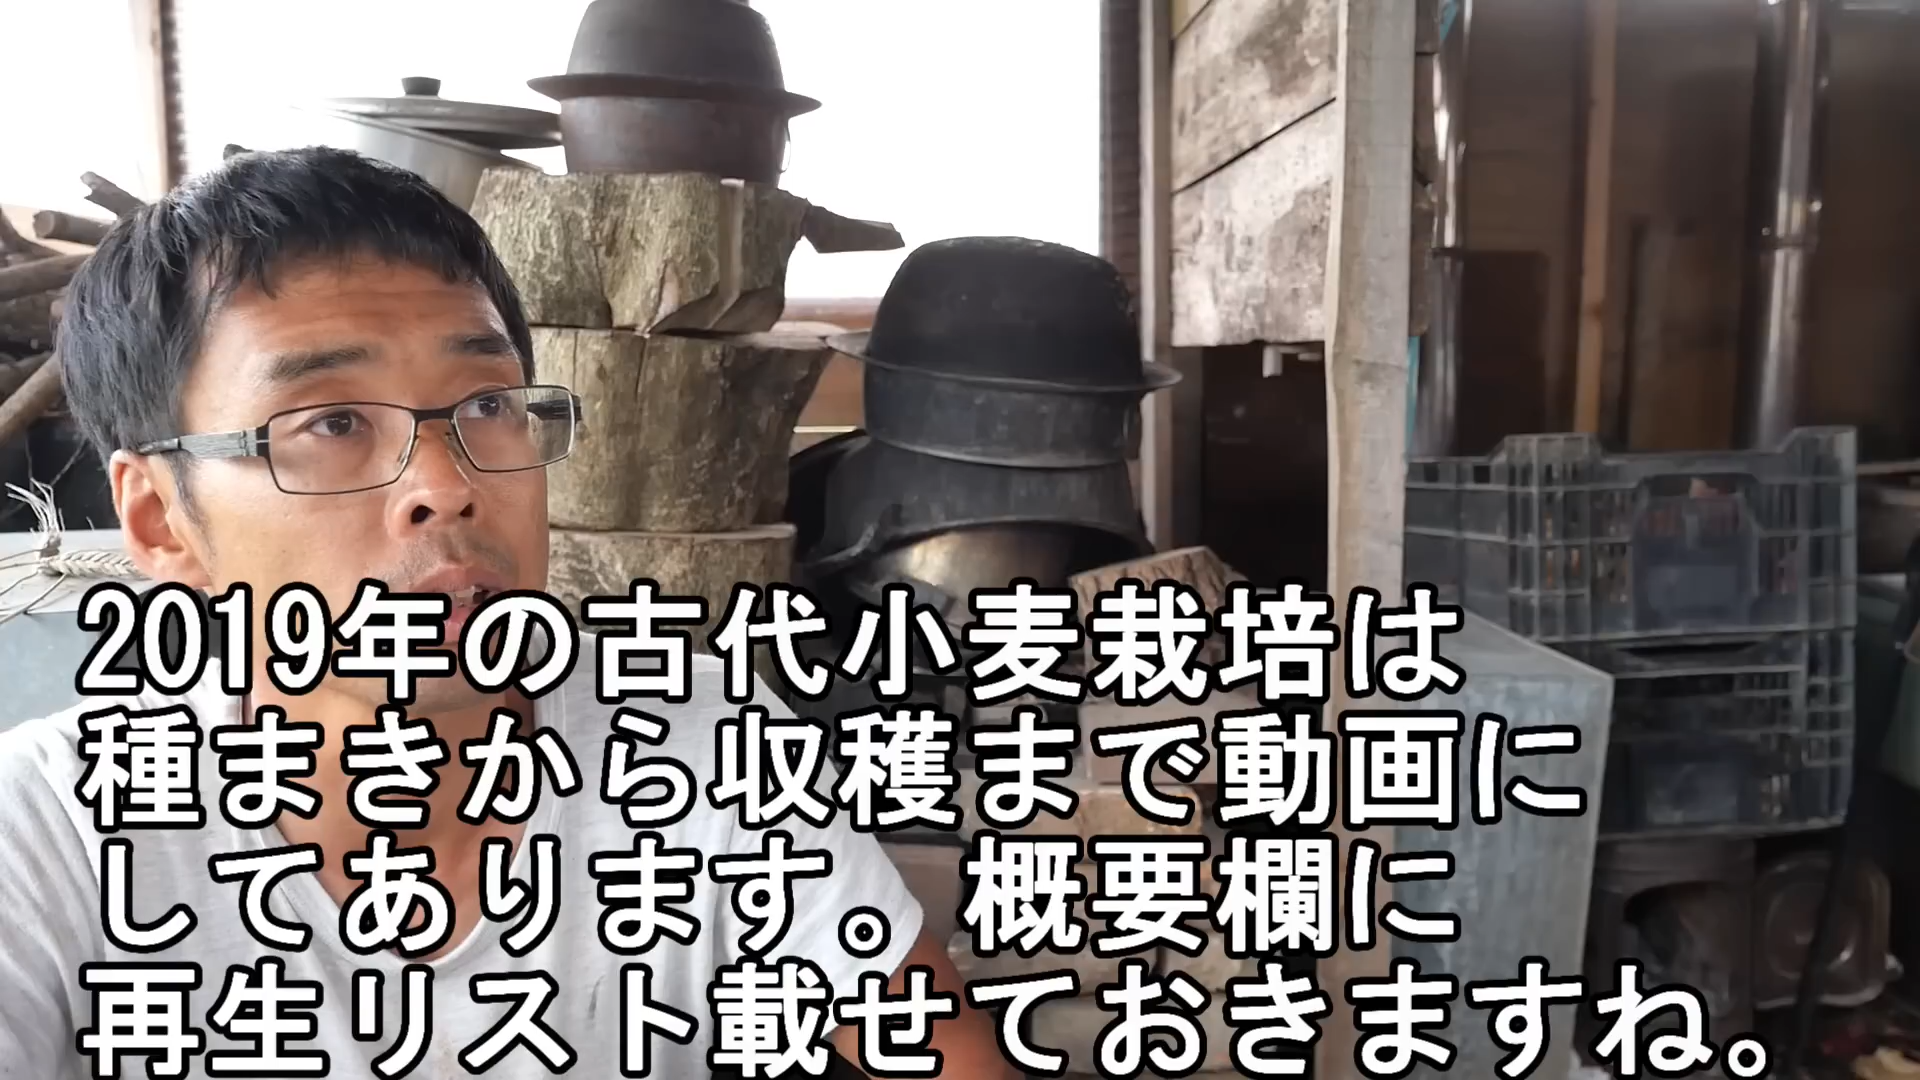 2019年の古代小麦栽培は
種まきから収穫まで動画に
してあります。概要欄に
再生リスト載せておきますね。